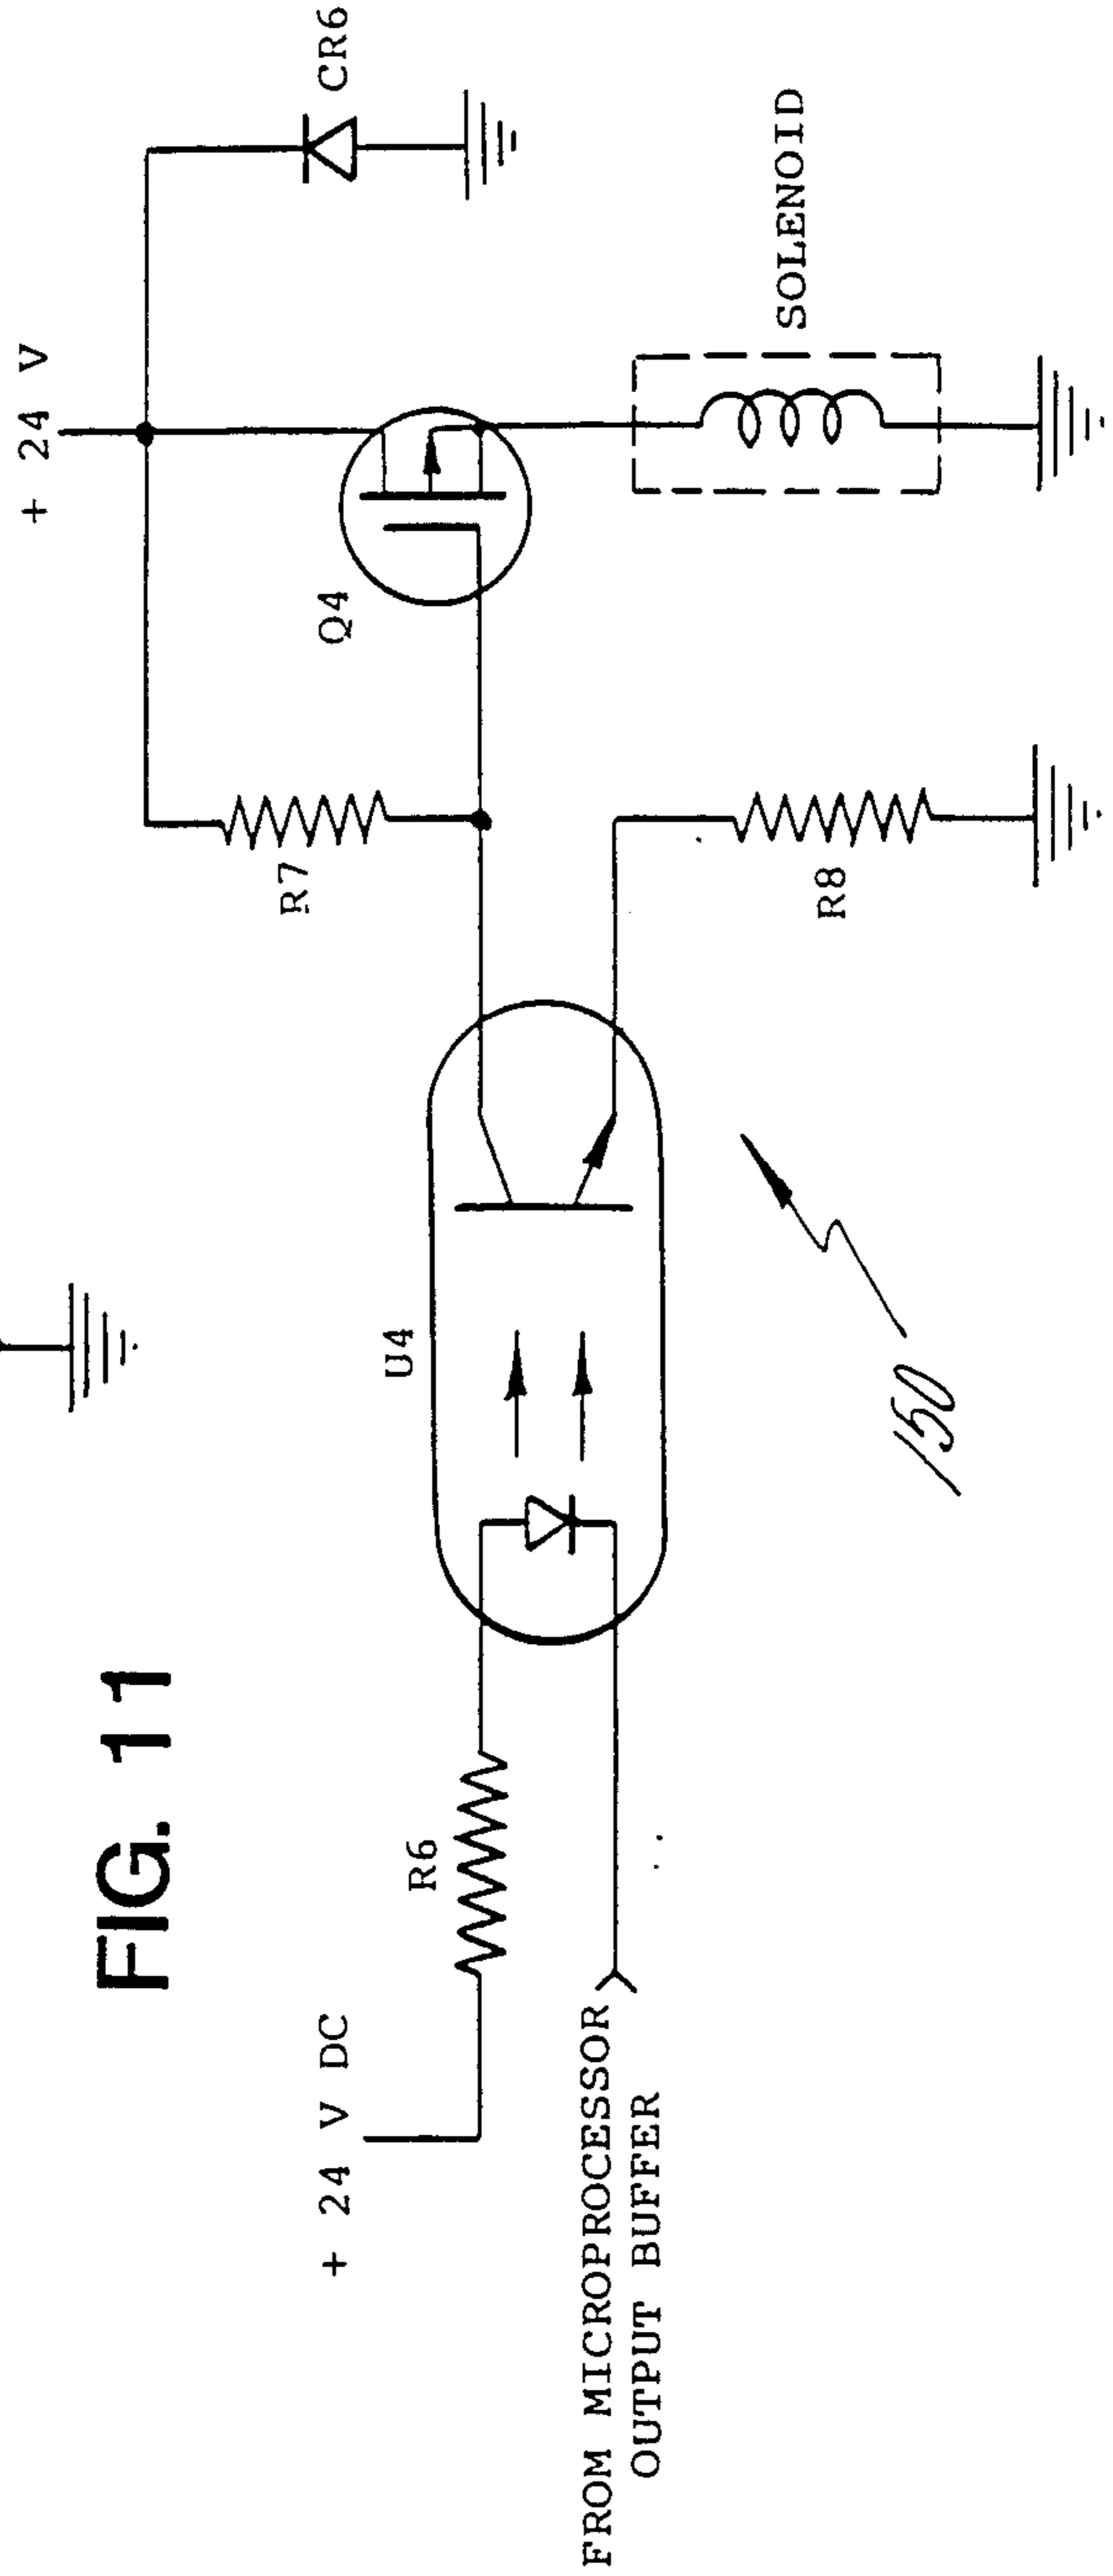 FIG. 11
+ 24 V
CR6
Q4
R7
U4
R6
+ 24 V DC
SOLENOID
R8
FROM MICROPROCESSOR
OUTPUT BUFFER
150